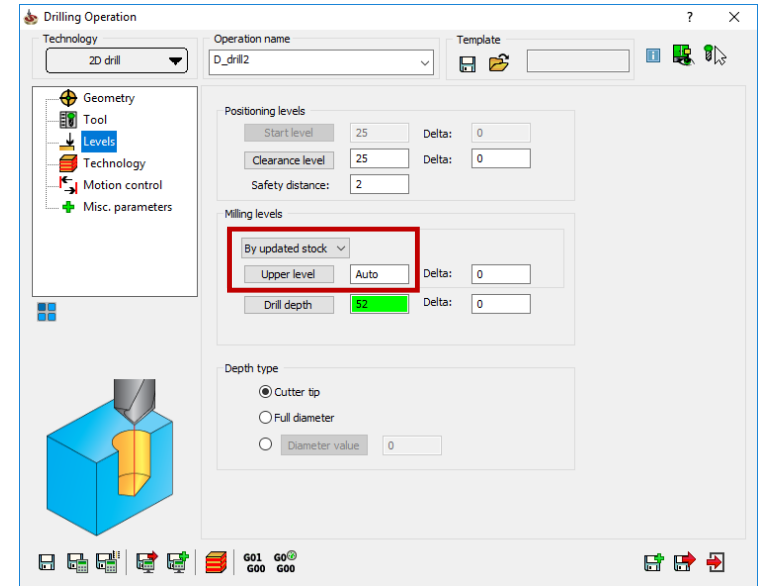 Drilling Operation
? X
Technology
2D drill
Operation name
D_drill2
Template
Geometry
Tool
Levels
Technology
Motion control
Misc. parameters
Positioning levels
Start level 25 Delta: 0
Clearance level 25 Delta: 0
Safety distance: 2
Milling levels
By updated stock
Upper level Auto Delta: 0
Drill depth 52 Delta: 0
Depth type
Cutter tip
Full diameter
Diameter value 0
G01 G0
G00 G00